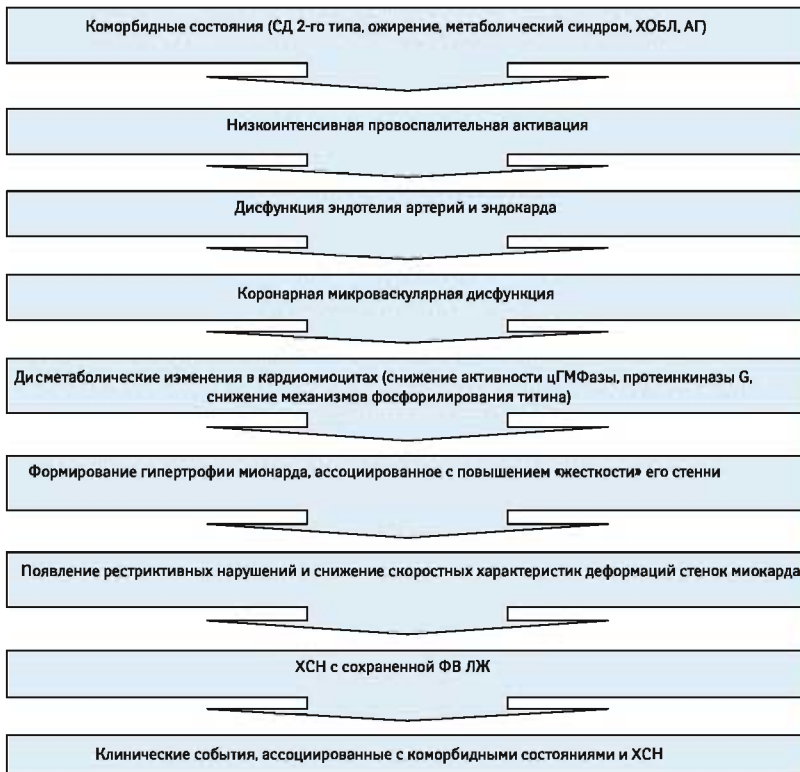 Коморбидные состояния (СД 2-го типа, ожирение, метаболический синдром, ХОБЛ, АГ)
Низкоинтенсивная провоспалительная активация
Дисфункция эндотелия артерий и эндокарда
Коронарная микроваскулярная дисфункция
Дисметаболические изменения в кардиомиоцитах (снижение активности цГМФазы, протеинкиназы G,
снижение механизмов фосфорилирования титина)
Формирование гипертрофии мионарда, ассоциированное с повышением «жесткости» его стенни
Появление рестриктивных нарушений и снижение скоростных характеристик деформаций стенок миокарда
ХСН с сохраненной ФВ ЛЖ
Клинические события, ассоциированные с коморбидными состояниями и ХСН